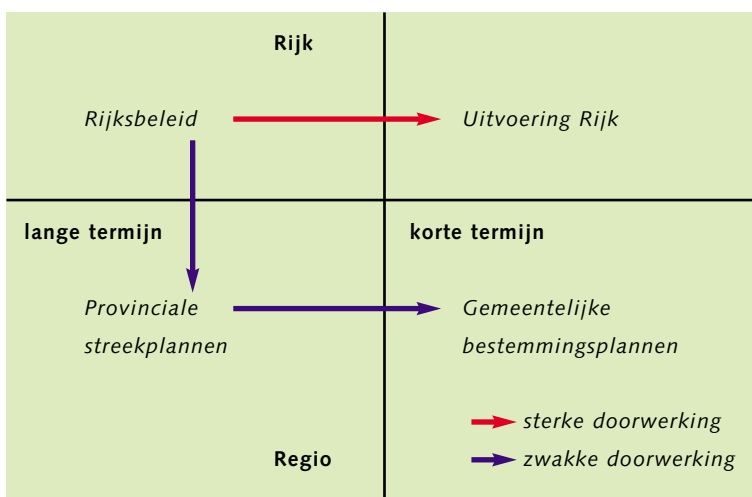 Rijk
Rijksbeleid
Uitvoering Rijk
lange termijn
korte termijn
Provinciale
streekplannen
Gemeentelijke
bestemmingsplannen
sterke doorwerking
zwakke doorwerking
Regio